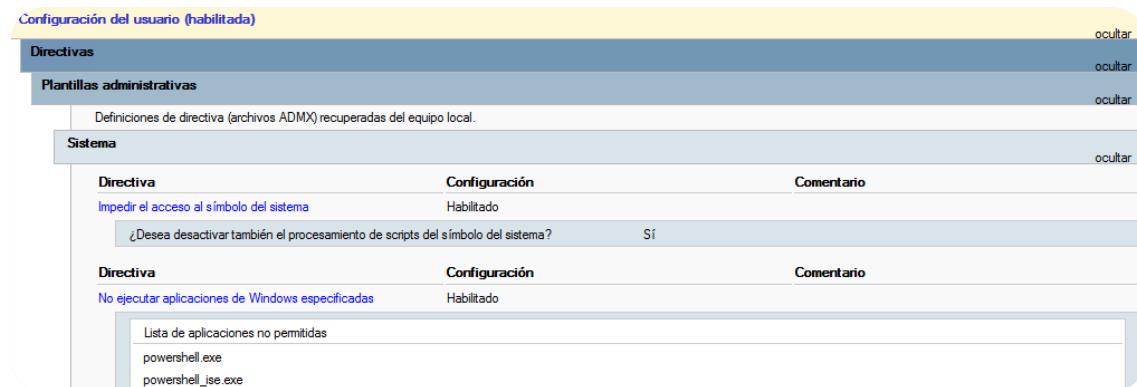 Configuración del usuario (habilitada)
ocultar
Directivas
ocultar
Plantillas administrativas
ocultar
Definiciones de directiva (archivos ADMX) recuperadas del equipo local.
Sistema
ocultar
Directiva Configuración Comentario
Impedir el acceso al símbolo del sistema Habilitado
¿Desea desactivar también el procesamiento de scripts del símbolo del sistema? Sí
Directiva Configuración Comentario
No ejecutar aplicaciones de Windows especificadas Habilitado
Lista de aplicaciones no permitidas
powershell.exe
powershell_ise.exe